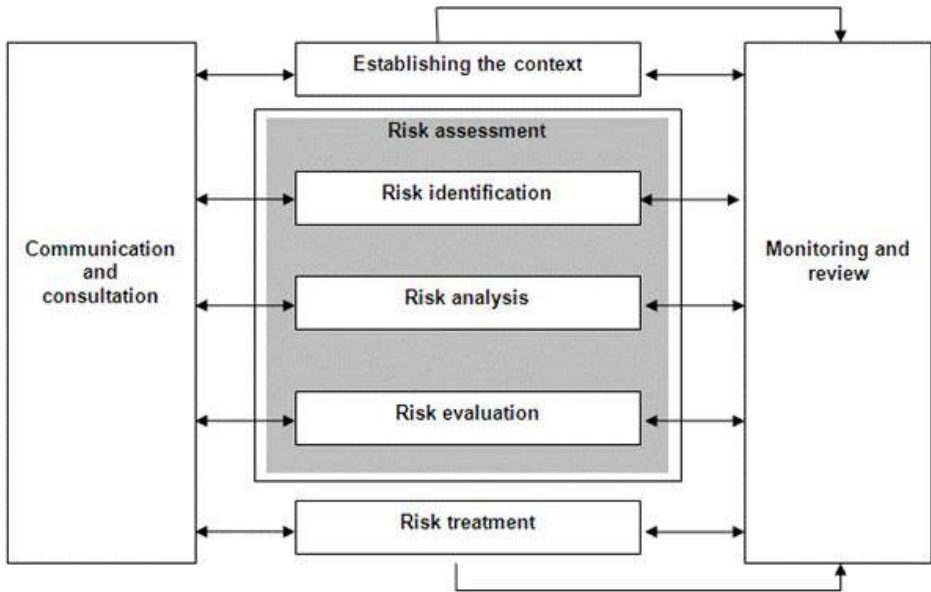 Establishing the context
Risk assessment
Risk identification
Communication
and
consultation
Monitoring and
review
Risk analysis
Risk evaluation
Risk treatment